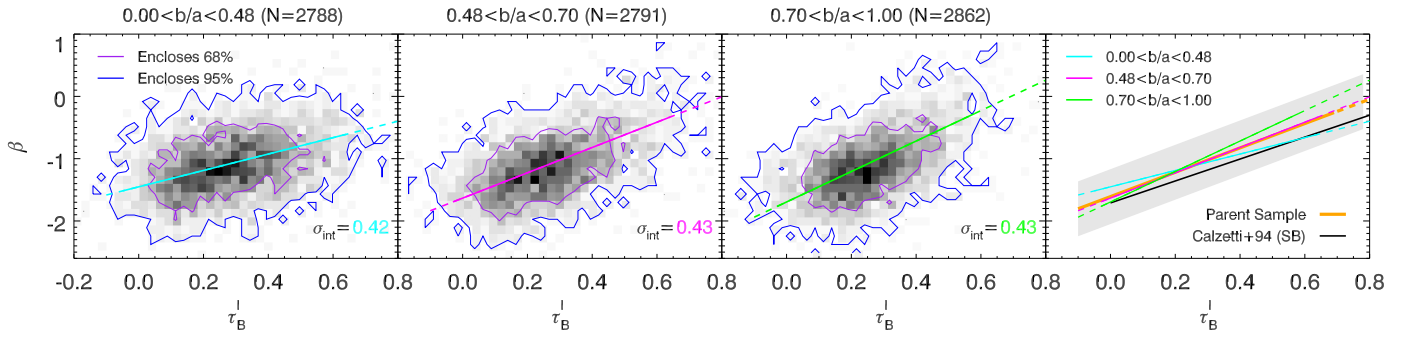 0.00<b/a<0.48 (N=2788)
0.48<b/a<0.70 (N=2791)
0.70<b/a<1.00 (N=2862)
Encloses 68%
Encloses 95%
0.00<b/a<0.48
0.48<b/a<0.70
0.70<b/a<1.00
Parent Sample
Calzetti+94 (SB)
σint=0.42
σint=0.43
σint=0.43
β
1
0
-1
-2
-0.2 0.0 0.2 0.4 0.6 0.8
0.0 0.2 0.4 0.6 0.8
0.0 0.2 0.4 0.6 0.8
0.0 0.2 0.4 0.6 0.8
τ_B^l
τ_B^l
τ_B^l
τ_B^l